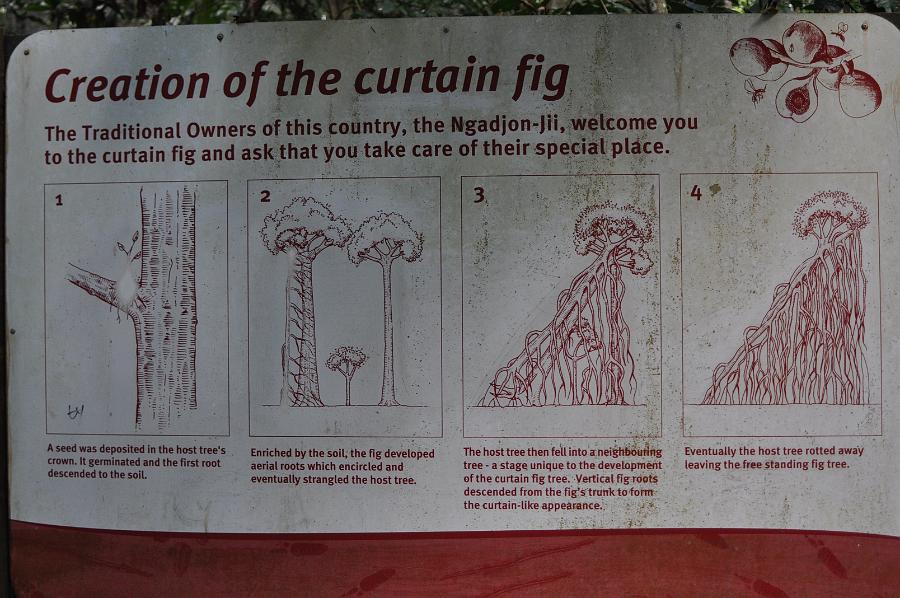 Creation of the curtain fig
The Traditional Owners of this country, the Ngadjon-Jii, welcome you
to the curtain fig and ask that you take care of their special place.
1
A seed was deposited in the host tree's
crown. It germinated and the first root
descended to the soil.
2
Enriched by the soil, the fig developed
aerial roots which encircled and
eventually strangled the host tree.
3
The host tree then fell into a neighbouring
tree - a stage unique to the development
of the curtain fig tree. Vertical fig roots
descended from the fig's trunk to form
the curtain-like appearance.
4
Eventually the host tree rotted away
leaving the free standing fig tree.